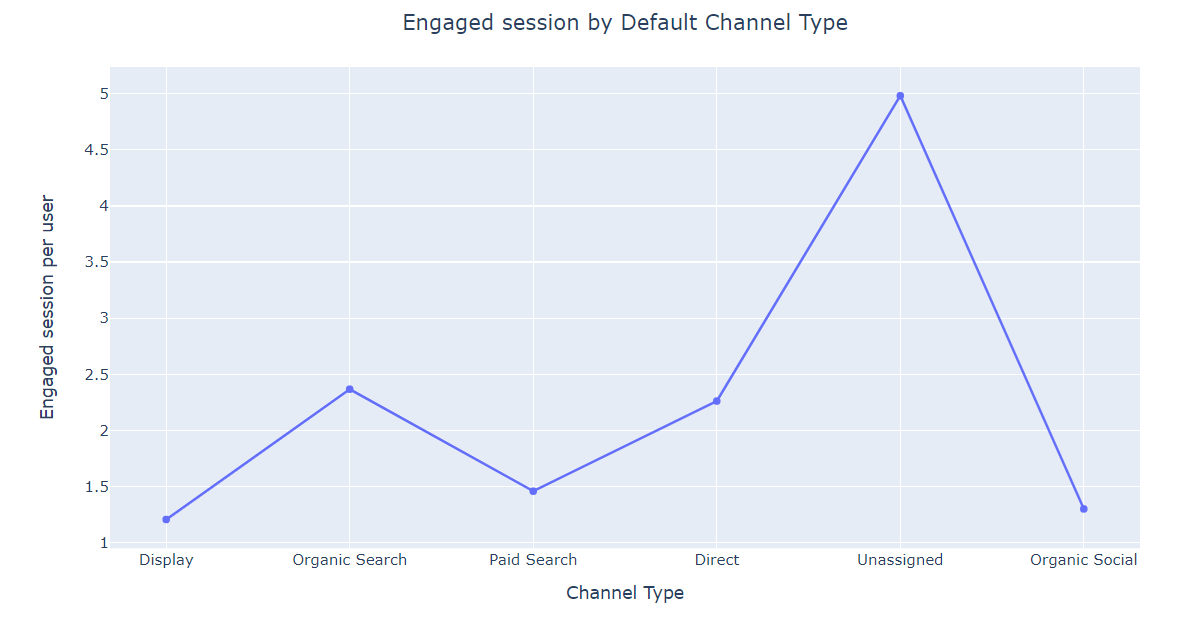 Engaged session by Default Channel Type
Engaged session per user
5
4.5
4
3.5
3
2.5
2
1.5
1
Display
Organic Search
Paid Search
Direct
Unassigned
Organic Social
Channel Type